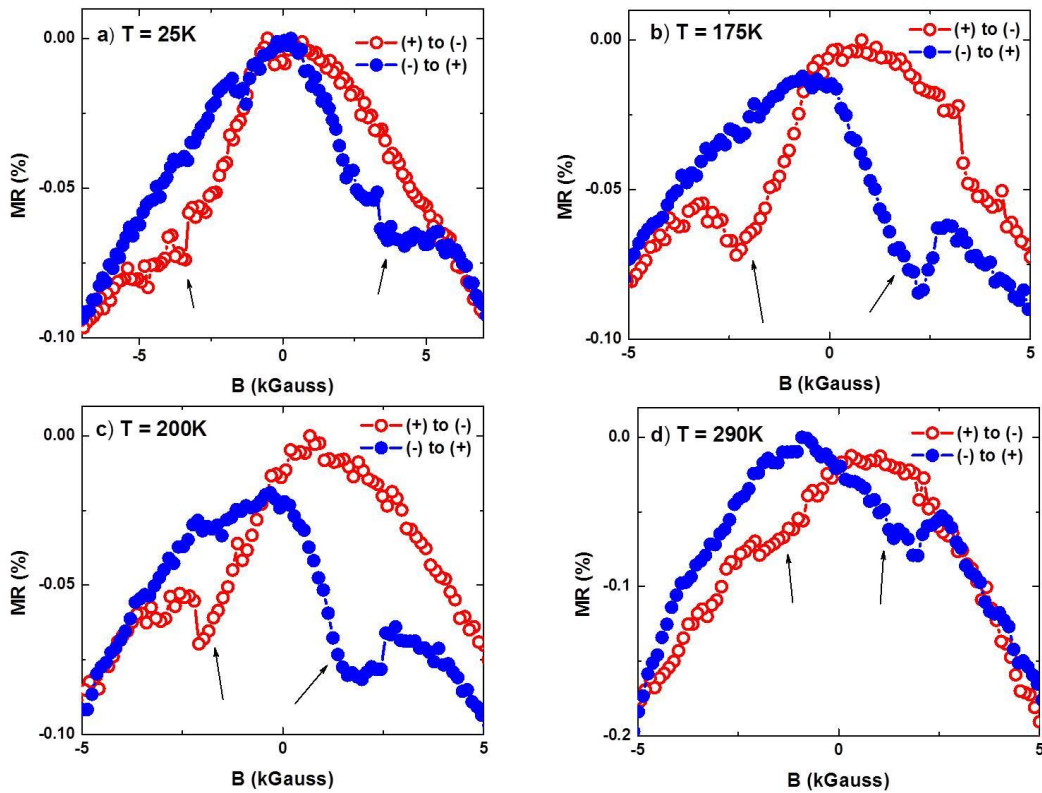 a) T = 25K
(+) to (-)
(-) to (+)
0.00
-0.05
-0.10
MR (%)
-5
0
5
B (kGauss)
b) T = 175K
(+) to (-)
(-) to (+)
0.00
-0.05
-0.10
MR (%)
-5
0
5
B (kGauss)
c) T = 200K
(+) to (-)
(-) to (+)
0.00
-0.05
-0.10
MR (%)
-5
0
5
B (kGauss)
d) T = 290K
(+) to (-)
(-) to (+)
0.0
-0.1
-0.2
MR (%)
-5
0
5
B (kGauss)